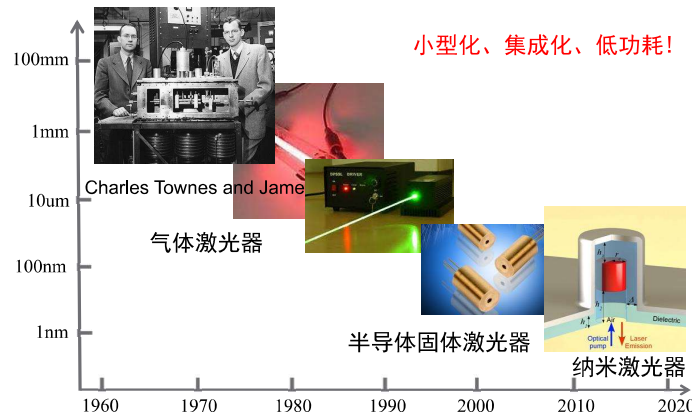 小型化、集成化、低功耗!
100mm
1mm
10um
100nm
1nm
Charles Townes and Jame
气体激光器
半导体固体激光器
纳米激光器
DRIVER
Air
Dielectric
Optical
pump
Laser
Emission
1960
1970
1980
1990
2000
2010
2020